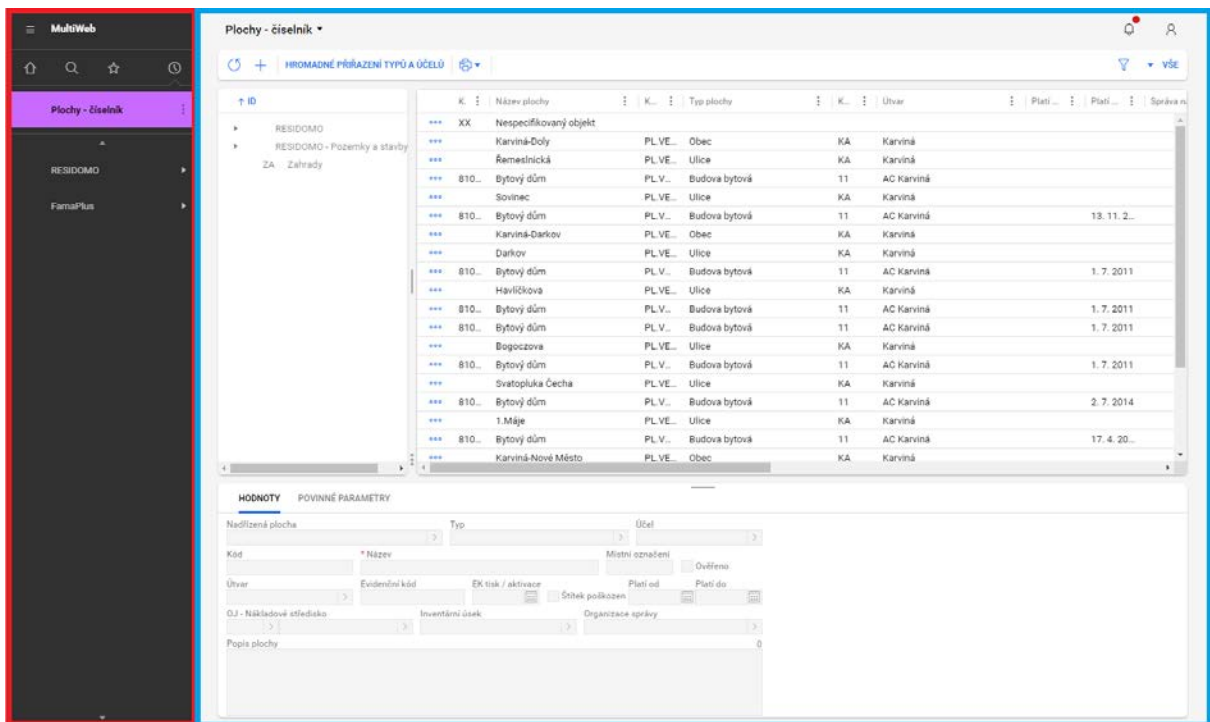 MultiWeb
Plochy - číselník
RESIDOMO
FamaPlus
Plochy - číselník
HROMADNÉ PŘIŘAZENÍ TYPŮ A ÚČELŮ
VŠE
ID
RESIDOMO
RESIDOMO - Pozemky a stavby
ZA Zahrady
K. Název plochy K... Typ plochy K... Útvar Platí ... Platí ... Správa n
XX Nespecifikovaný objekt
Karviná-Doly PL.VE... Obec KA Karviná
Řemeslnická PL.VE... Ulice KA Karviná
810... Bytový dům PL.V... Budova bytová 11 AC Karviná
Sovinec PL.VE... Ulice KA Karviná
810... Bytový dům PL.V... Budova bytová 11 AC Karviná 13. 11. 2...
Karviná-Darkov PL.VE... Obec KA Karviná
Darkov PL.VE... Ulice KA Karviná
810... Bytový dům PL.V... Budova bytová 11 AC Karviná 1. 7. 2011
Havlíčkova PL.VE... Ulice KA Karviná
810... Bytový dům PL.V... Budova bytová 11 AC Karviná 1. 7. 2011
810... Bytový dům PL.V... Budova bytová 11 AC Karviná 1. 7. 2011
Bogoczova PL.VE... Ulice KA Karviná
810... Bytový dům PL.V... Budova bytová 11 AC Karviná 1. 7. 2011
Svatopluka Čecha PL.VE... Ulice KA Karviná
810... Bytový dům PL.V... Budova bytová 11 AC Karviná 2. 7. 2014
1.Máje PL.VE... Ulice KA Karviná
810... Bytový dům PL.V... Budova bytová 11 AC Karviná 17. 4. 20...
Karviná-Nové Město PL.VE... Obec KA Karviná
HODNOTY POVINNÉ PARAMETRY
Nadřízená plocha Typ Účel
Kód * Název Místní označení
Ověřeno
Útvar Evidenční kód EK tisk / aktivace Platí od Platí do
Štítek poškozen
OJ - Nákladové středisko Inventární úsek Organizace správy
Popis plochy 0